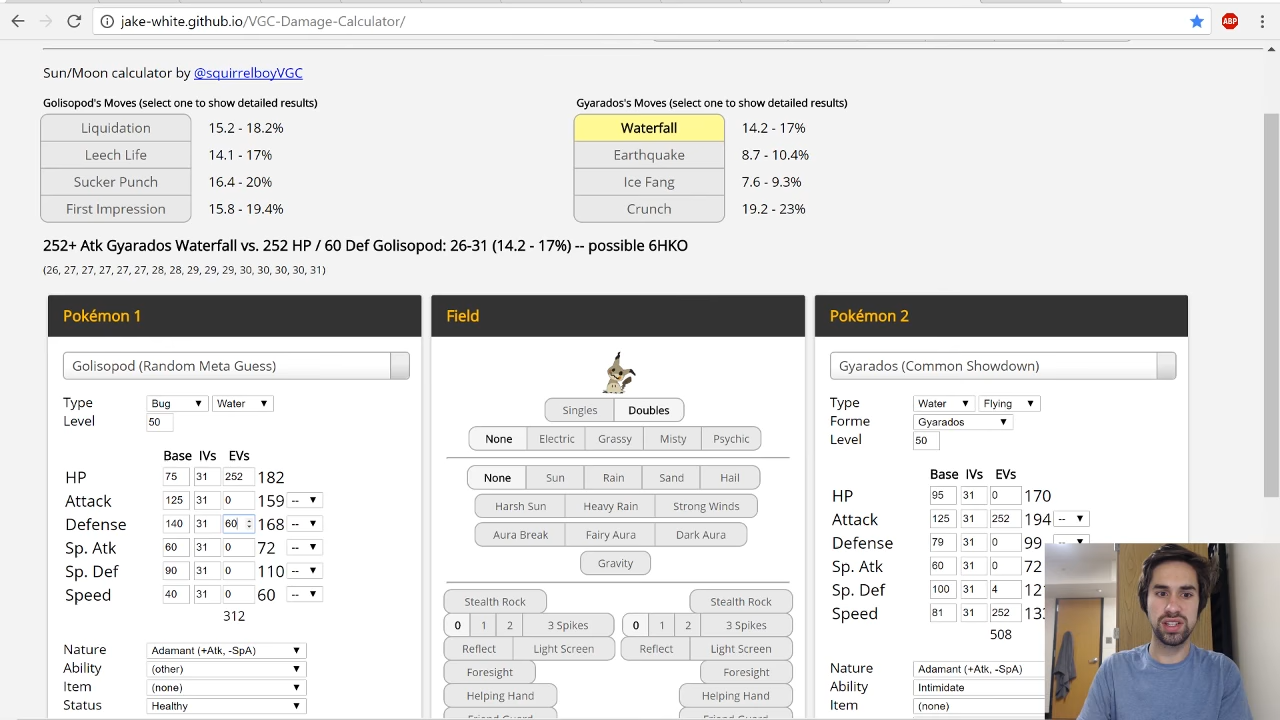 jake-white.github.io/VGC-Damage-Calculator/
ABP
Sun/Moon calculator by @squirrelboyVGC
Golisopod's Moves (select one to show detailed results)
Liquidation 15.2 - 18.2%
Leech Life 14.1 - 17%
Sucker Punch 16.4 - 20%
First Impression 15.8 - 19.4%
Gyarados's Moves (select one to show detailed results)
Waterfall 14.2 - 17%
Earthquake 8.7 - 10.4%
Ice Fang 7.6 - 9.3%
Crunch 19.2 - 23%
252+ Atk Gyarados Waterfall vs. 252 HP / 60 Def Golisopod: 26-31 (14.2 - 17%) -- possible 6HKO
(26, 27, 27, 27, 27, 27, 28, 28, 29, 29, 29, 30, 30, 30, 30, 31)
Pokémon 1
Golisopod (Random Meta Guess)
Type Bug Water
Level 50
Base IVs EVs
HP 75 31 252 182
Attack 125 31 0 159 --
Defense 140 31 60 168 --
Sp. Atk 60 31 0 72 --
Sp. Def 90 31 0 110 --
Speed 40 31 0 60 --
312
Nature Adamant (+Atk, -SpA)
Ability (other)
Item (none)
Status Healthy
Field
Singles Doubles
None Electric Grassy Misty Psychic
None Sun Rain Sand Hail
Harsh Sun Heavy Rain Strong Winds
Aura Break Fairy Aura Dark Aura
Gravity
Stealth Rock Stealth Rock
0 1 2 3 Spikes 0 1 2 3 Spikes
Reflect Light Screen Reflect Light Screen
Foresight Foresight
Helping Hand Helping Hand
Friend Guard Friend Guard
Pokémon 2
Gyarados (Common Showdown)
Type Water Flying
Forme Gyarados
Level 50
Base IVs EVs
HP 95 31 0 170
Attack 125 31 252 194 --
Defense 79 31 0 99 --
Sp. Atk 60 31 0 72
Sp. Def 100 31 4
Speed 81 31 252
508
Nature Adamant (+Atk, -SpA)
Ability Intimidate
Item (none)